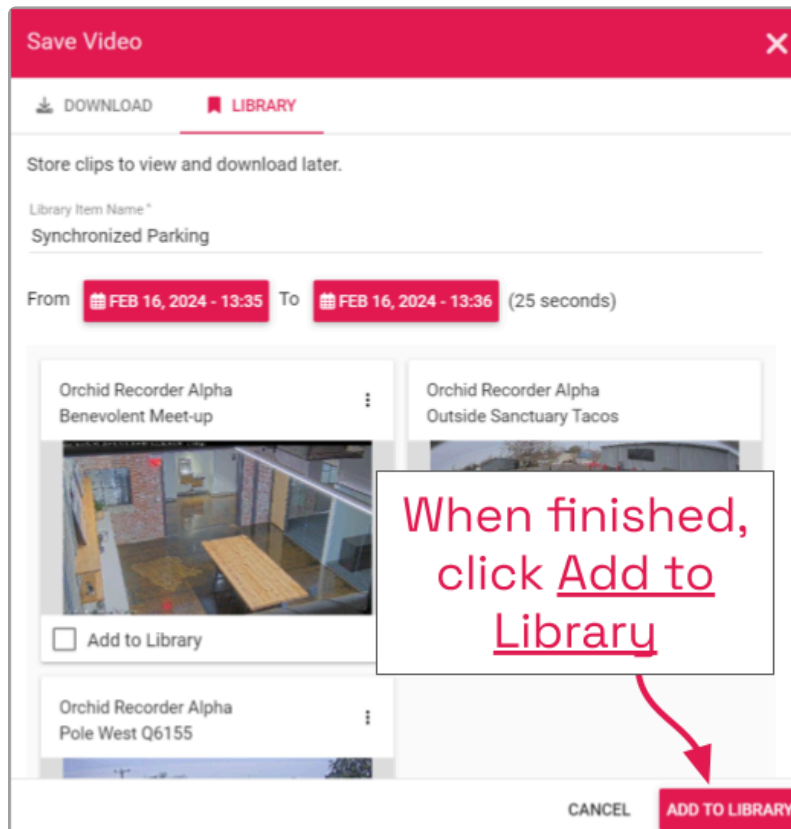 Save Video
DOWNLOAD
LIBRARY
Store clips to view and download later.
Library Item Name *
Synchronized Parking
From FEB 16, 2024 - 13:35 To FEB 16, 2024 - 13:36 (25 seconds)
Orchid Recorder Alpha
Benevolent Meet-up
Orchid Recorder Alpha
Outside Sanctuary Tacos
When finished,
click Add to
Library
Add to Library
Orchid Recorder Alpha
Pole West Q6155
CANCEL
ADD TO LIBRARY